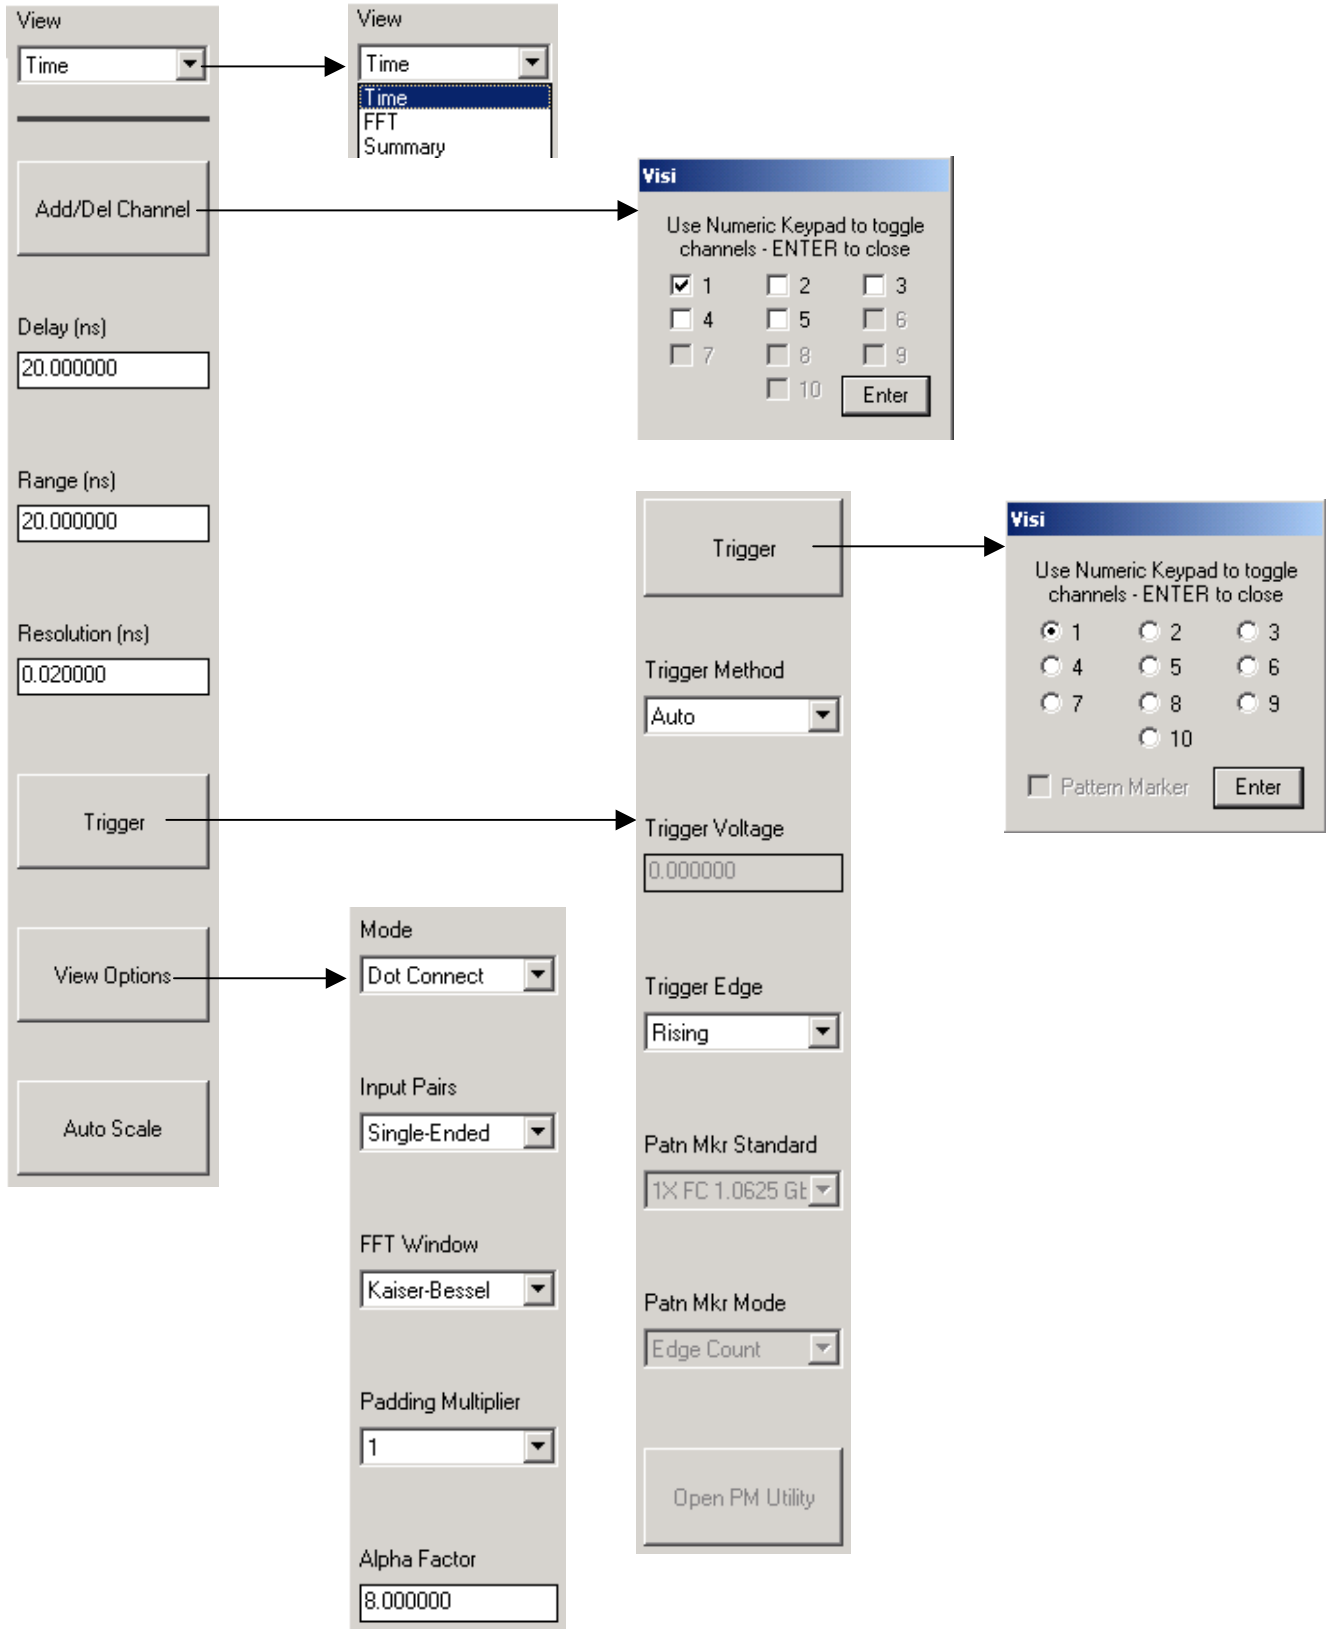 View
Time
Add/Del Channel
Delay (ns)
20.000000
Range (ns)
20.000000
Resolution (ns)
0.020000
Trigger
View Options
Auto Scale
View
Time
Time
FFT
Summary
Visi
Use Numeric Keypad to toggle
channels - ENTER to close
1 2 3
4 5 6
7 8 9
10 Enter
Mode
Dot Connect
Input Pairs
Single-Ended
FFT Window
Kaiser-Bessel
Padding Multiplier
1
Alpha Factor
8.000000
Trigger
Trigger Method
Auto
Trigger Voltage
0.000000
Trigger Edge
Rising
Patn Mkr Standard
1X FC 1.0625 Gb
Patn Mkr Mode
Edge Count
Open PM Utility
Visi
Use Numeric Keypad to toggle
channels - ENTER to close
1 2 3
4 5 6
7 8 9
10
Pattern Marker Enter